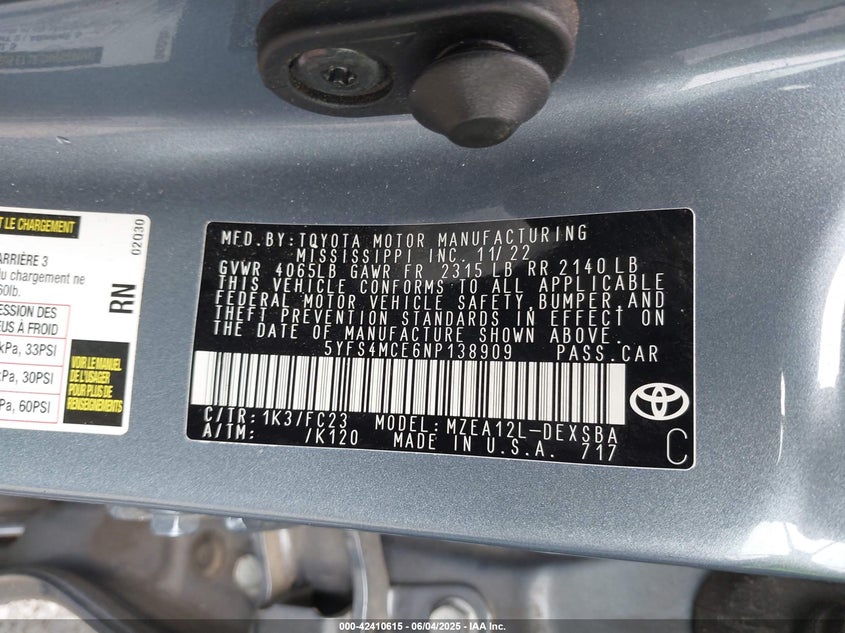 T LE CHARGEMENT
ARRIÈRE 3
du chargement ne
60lb.
ESSION DES
EUS À FROID
kPa, 33PSI
kPa, 30PSI
Pa, 60PSI
VOIR LE MANUEL
DE L'USAGER
POUR PLUS DE
RENSEIGNEMENTS
02030
RN
MFD. BY: TOYOTA MOTOR MANUFACTURING
MISSISSIPPI INC. 11/22
GVWR 4065LB GAWR FR 2315LB RR 2140LB
THIS VEHICLE CONFORMS TO ALL APPLICABLE
FEDERAL MOTOR VEHICLE SAFETY, BUMPER, AND
THEFT PREVENTION STANDARDS IN EFFECT ON
THE DATE OF MANUFACTURE SHOWN ABOVE.
5YFS4MCE6NP138909 PASS. CAR
C/TR: 1K37/FC23 MODEL: MZEA12L-DEXSBA
A/TM: /K120 MADE IN U.S.A. 717
C
000-42410615 - 06/04/2025 - IAA Inc.